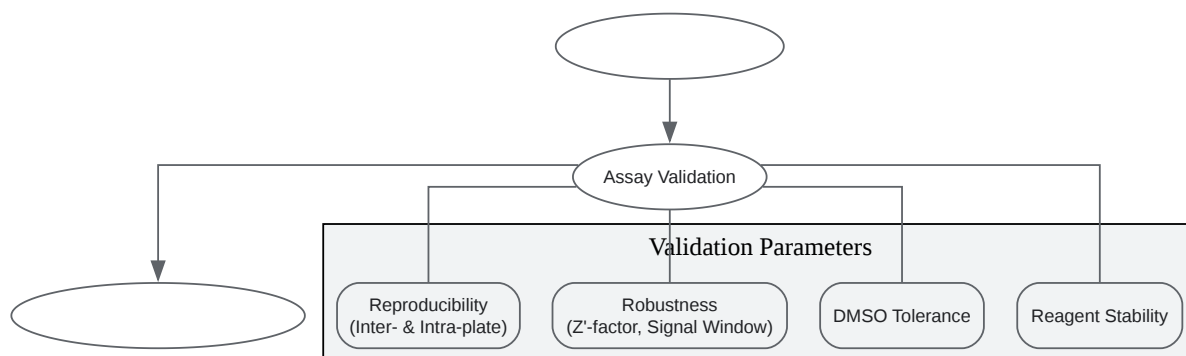 Assay Validation
Validation Parameters
Reproducibility
(Inter- & Intra-plate)
Robustness
(Z'-factor, Signal Window)
DMSO Tolerance
Reagent Stability